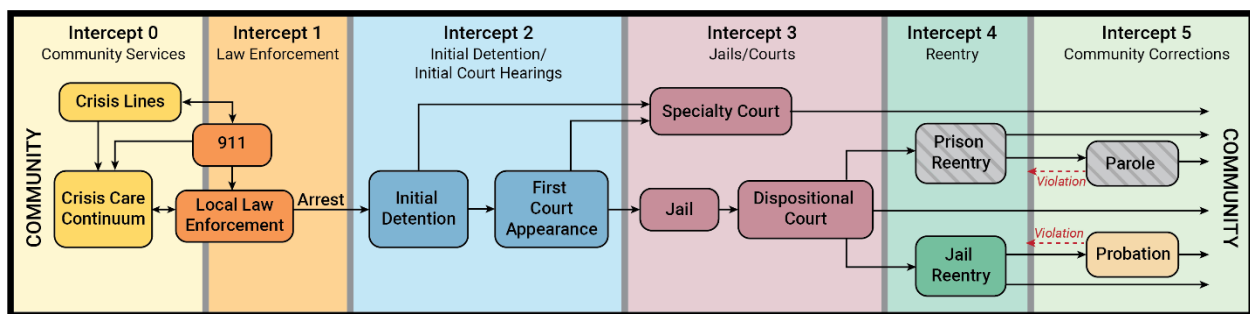 Intercept 0
Community Services
Intercept 1
Law Enforcement
Intercept 2
Initial Detention/
Initial Court Hearings
Intercept 3
Jails/Courts
Intercept 4
Reentry
Intercept 5
Community Corrections
COMMUNITY
Crisis Lines
911
Crisis Care
Continuum
Local Law
Enforcement
Arrest
Initial
Detention
First
Court
Appearance
Specialty Court
Jail
Dispositional
Court
Prison
Reentry
Violation
Parole
Jail
Reentry
Violation
Probation
COMMUNITY